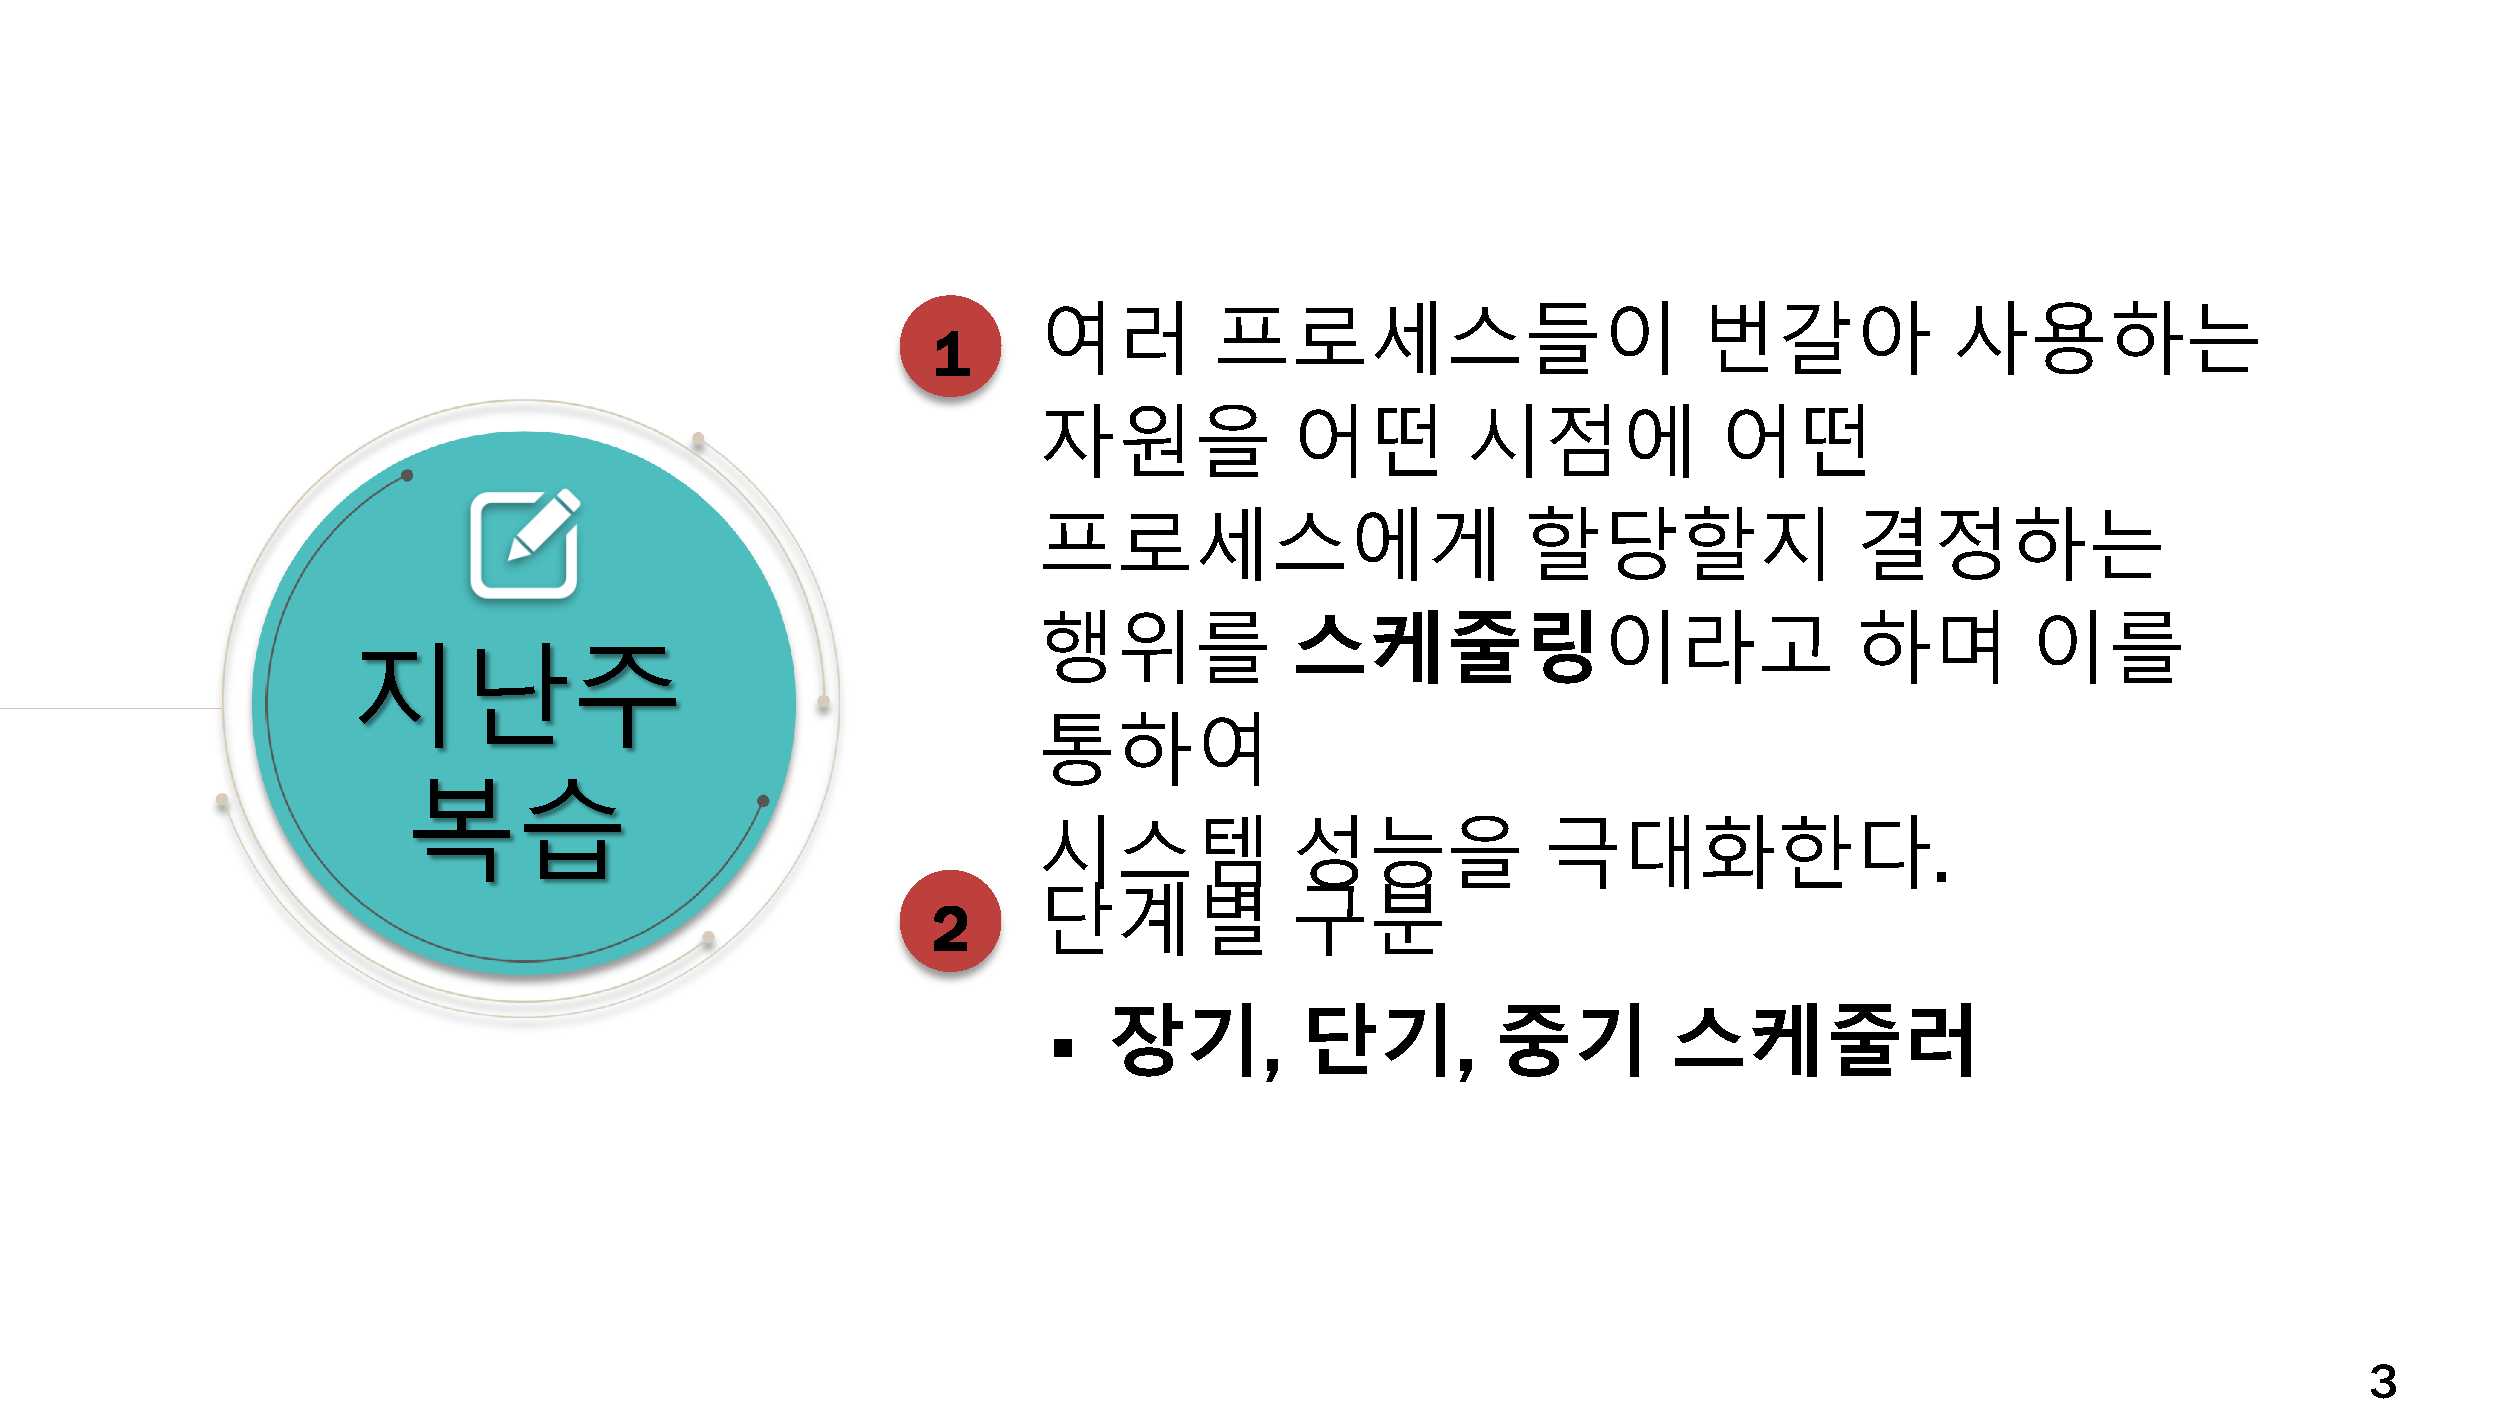 지난주
복습
1
여러 프로세스들이 번갈아 사용하는
자원을 어떤 시점에 어떤
프로세스에게 할당할지 결정하는
행위를 스케줄링이라고 하며 이를
통하여
시스템 성능을 극대화한다.
2
단계별 구분
▪ 장기, 단기, 중기 스케줄러
3